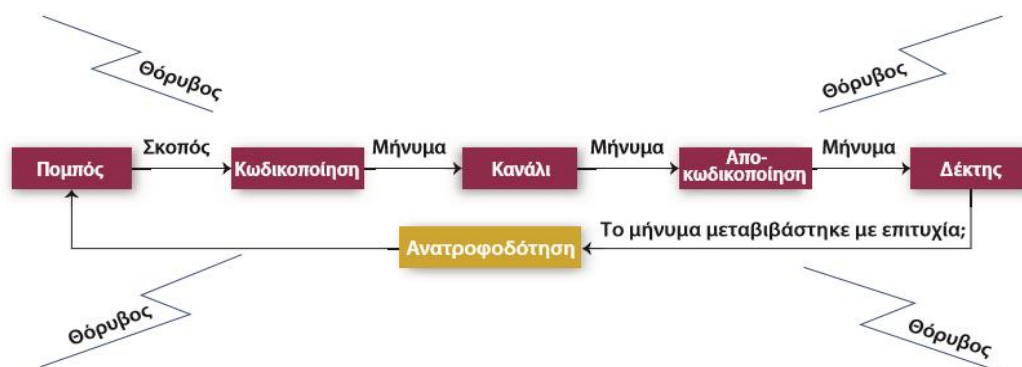 Θόρυβος
Θόρυβος
Πομπός
Σκοπός
Κωδικοποίηση
Μήνυμα
Κανάλι
Μήνυμα
Απο-
κωδικοποίηση
Μήνυμα
Δέκτης
Ανατροφοδότηση
Το μήνυμα μεταβιβάστηκε με επιτυχία;
Θόρυβος
Θόρυβος